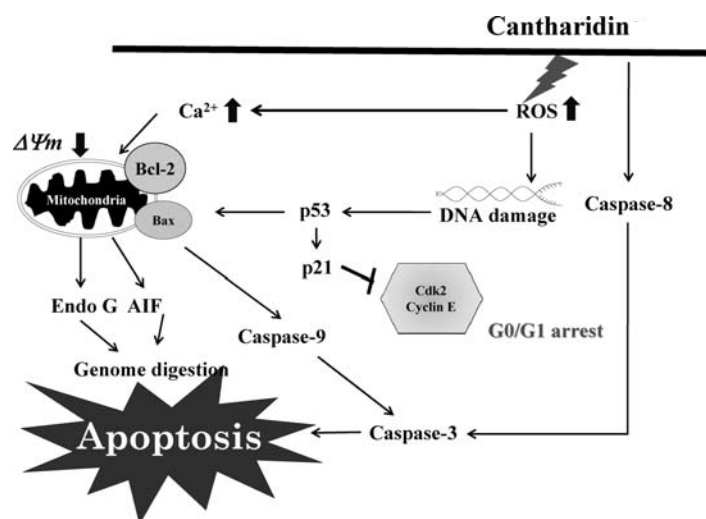 Cantharidin
Ca²⁺
ROS
ΔΨm
Bcl-2
Mitochondria
Bax
p53
DNA damage
Caspase-8
p21
Cdk2
Cyclin E
Endo G AIF
G0/G1 arrest
Caspase-9
Genome digestion
Apoptosis
Caspase-3